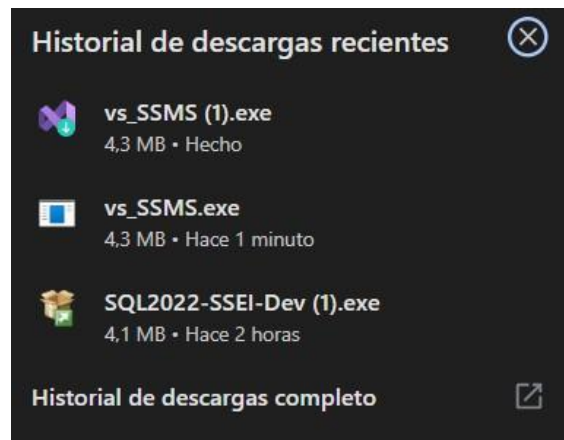 Historial de descargas recientes
vs_SSMS (1).exe
4,3 MB • Hecho
vs_SSMS.exe
4,3 MB • Hace 1 minuto
SQL2022-SSEI-Dev (1).exe
4,1 MB • Hace 2 horas
Historial de descargas completo